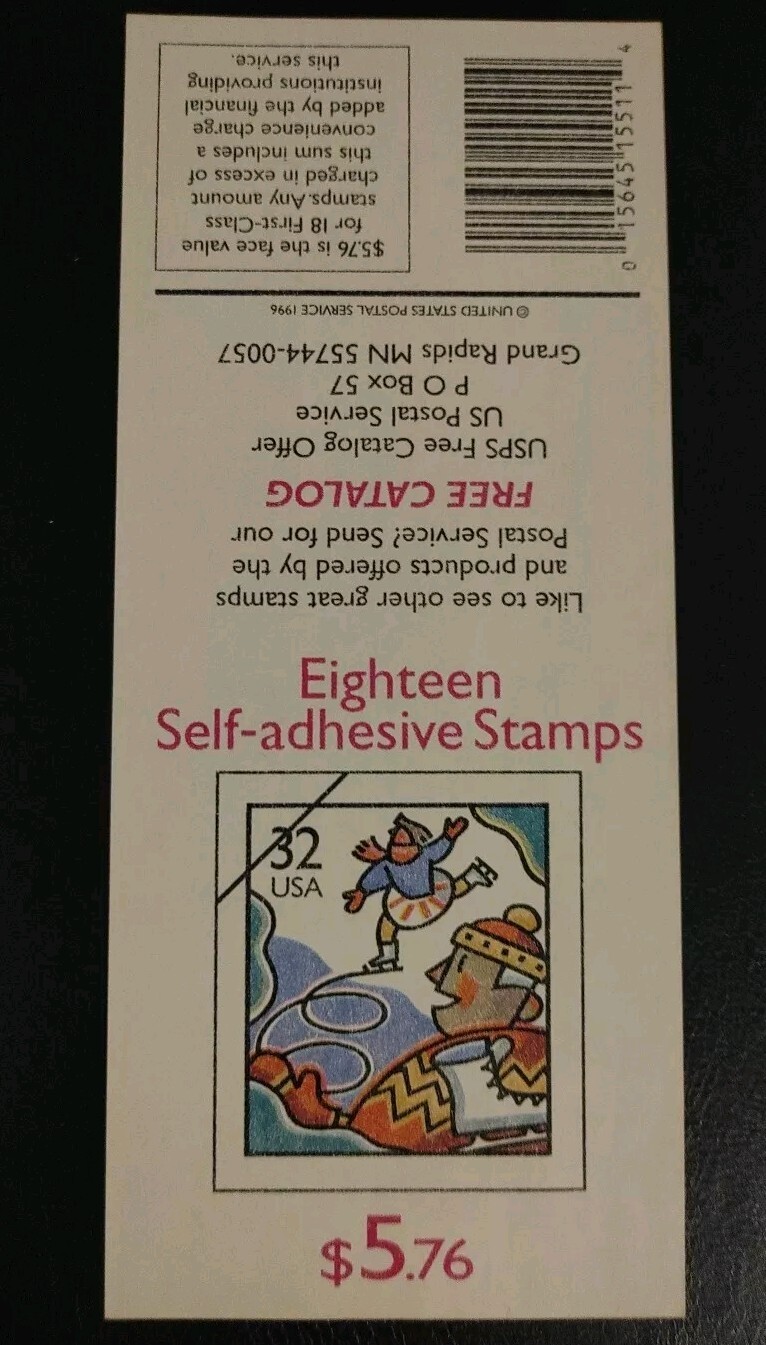 Eighteen
Self-adhesive Stamps
32
USA
$5.76
Like to see other great stamps
and products offered by the
Postal Service? Send for our
FREE CATALOG
USPS Free Catalog Offer
US Postal Service
P O Box 57
Grand Rapids MN 55744-0057
© UNITED STATES POSTAL SERVICE 1996
$5.76 is the face value
for 18 First-Class
stamps.Any amount
charged in excess of
this sum includes a
convenience charge
added by the financial
institutions providing
this service.
0 15645 15511 4